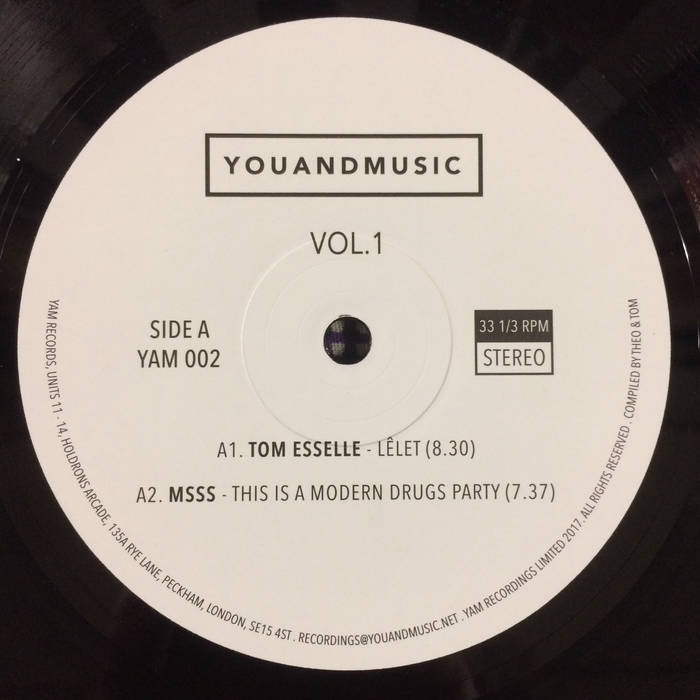 YOUANDMUSIC
VOL.1
SIDE A
YAM 002
33 1/3 RPM
STEREO
A1. TOM ESSELLE - LÊLET (8.30)
A2. MSSS - THIS IS A MODERN DRUGS PARTY (7.37)
YAM RECORDS, UNITS 11 - 14, HOLDRONS ARCADE, 135A RYE LANE, PECKHAM, LONDON, SE15 4ST . RECORDINGS@YOUANDMUSIC.NET . YAM RECORDINGS LIMITED 2017. ALL RIGHTS RESERVED . COMPILED BY THEO & TOM